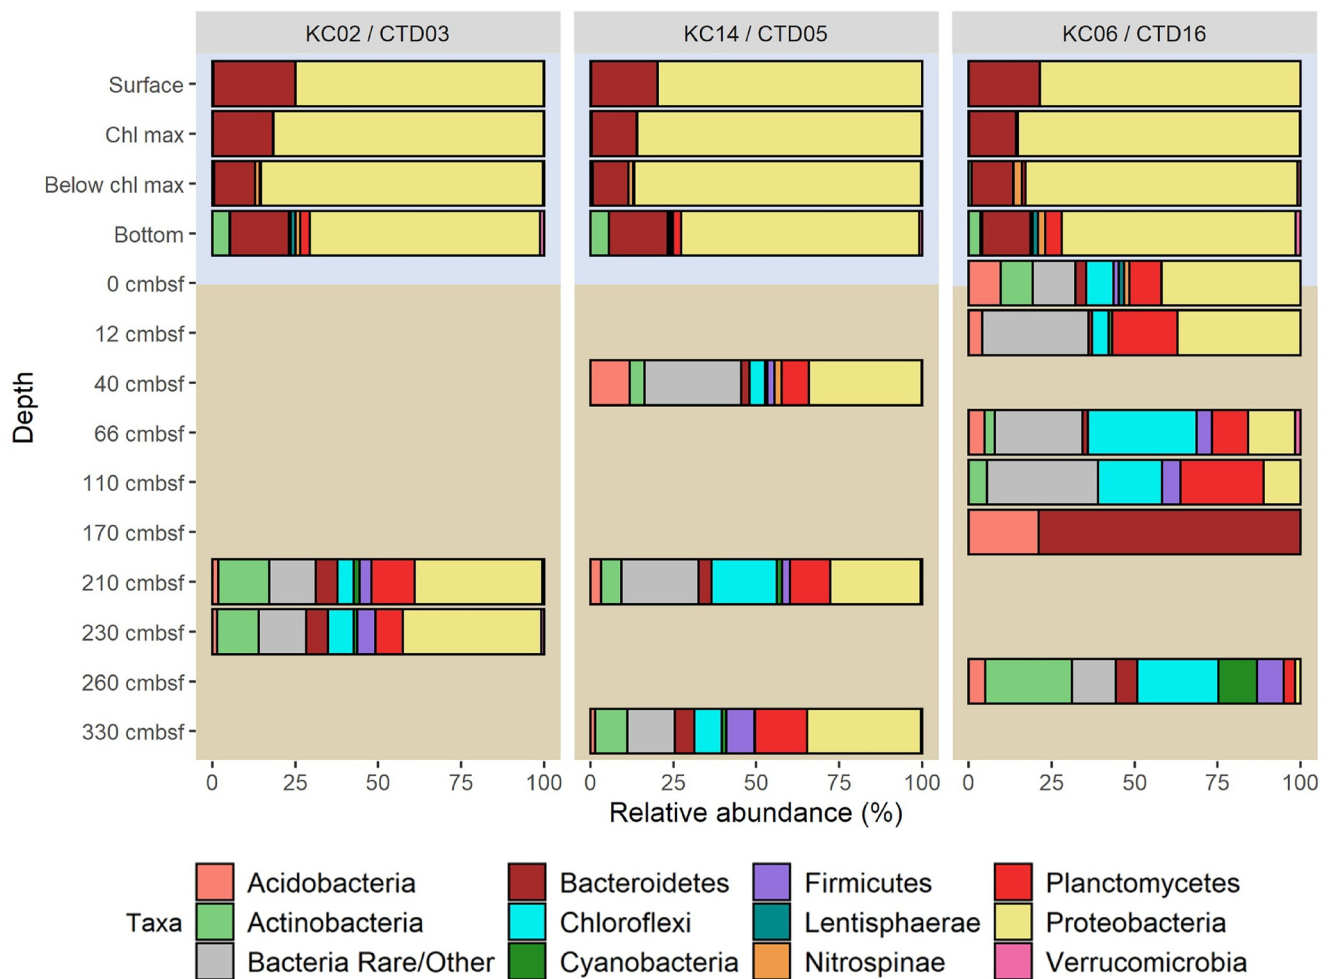 KC02 / CTD03
KC14 / CTD05
KC06 / CTD16
Depth
Surface
Chl max
Below chl max
Bottom
0 cmbsf
12 cmbsf
40 cmbsf
66 cmbsf
110 cmbsf
170 cmbsf
210 cmbsf
230 cmbsf
260 cmbsf
330 cmbsf
0 25 50 75 100
0 25 50 75 100
0 25 50 75 100
Relative abundance (%)
Taxa
Acidobacteria
Actinobacteria
Bacteria Rare/Other
Bacteroidetes
Chloroflexi
Cyanobacteria
Firmicutes
Lentisphaerae
Nitrospinae
Planctomycetes
Proteobacteria
Verrucomicrobia